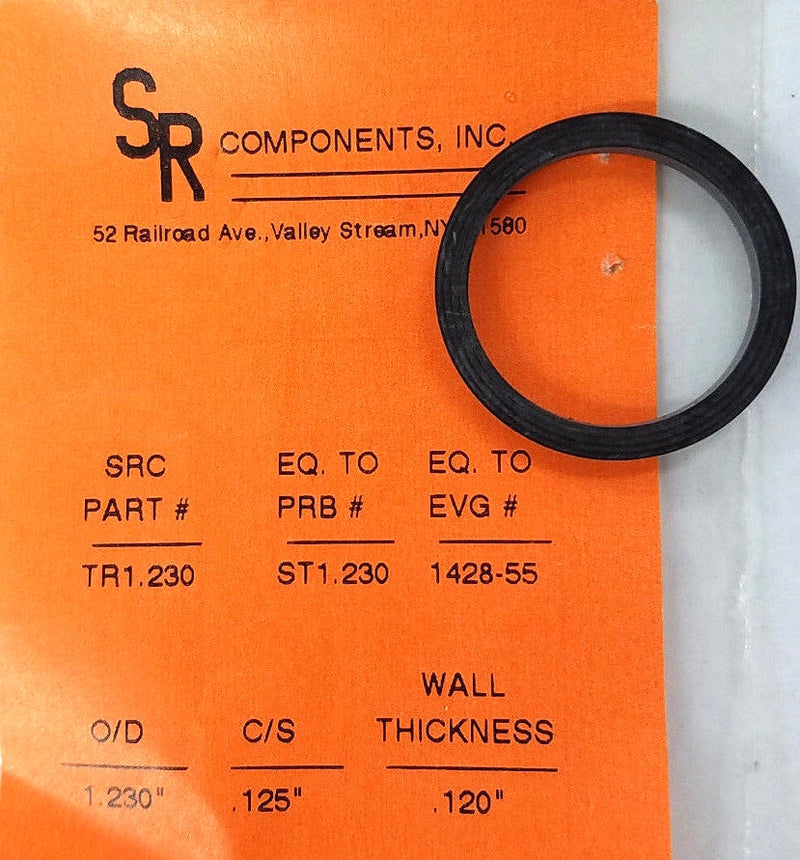 SR COMPONENTS, INC.
52 Railroad Ave.,Valley Stream,NY 1580
SRC PART #
EQ. TO PRB #
EQ. TO EVG #
TR1.230
ST1.230
1428-55
O/D
C/S
WALL THICKNESS
1.230"
.125"
.120"